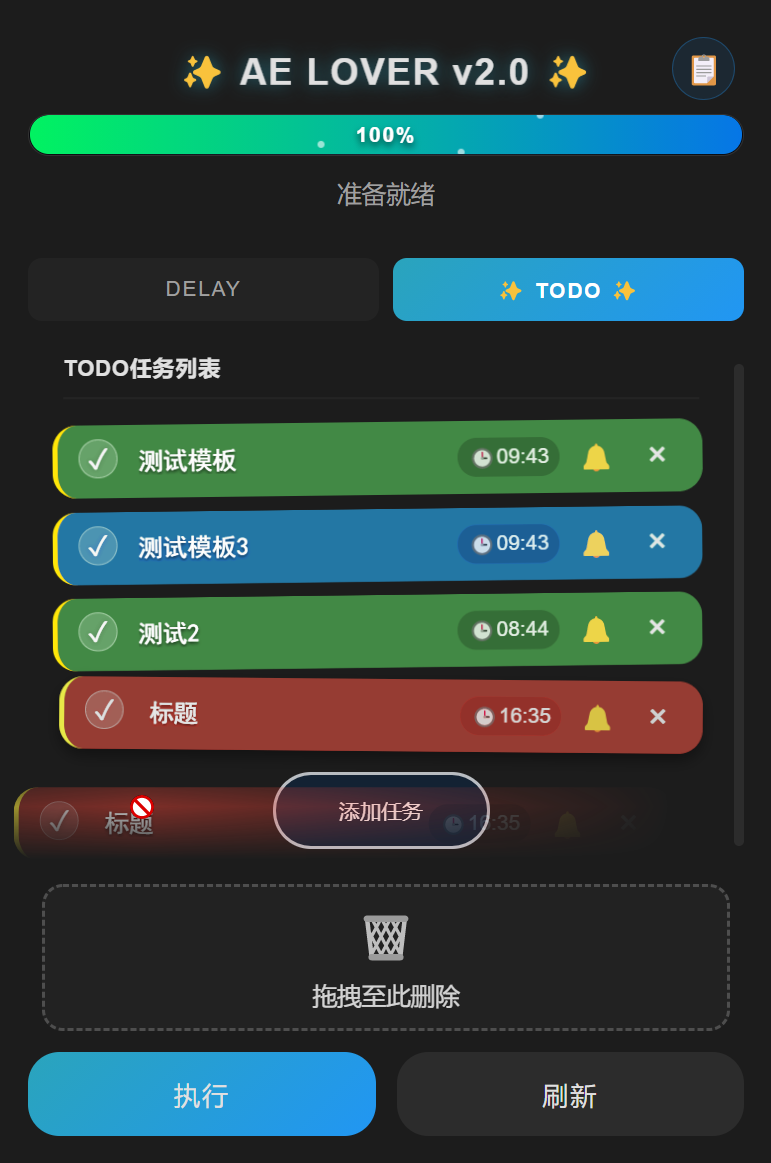 ✨ AE LOVER v2.0 ✨
100%
准备就绪
DELAY
✨ TODO ✨
TODO任务列表
测试模板 09:43 ×
测试模板3 09:43 ×
测试2 08:44 ×
标题 16:35 ×
标题 16:35 ×
添加任务
拖拽至此删除
执行
刷新